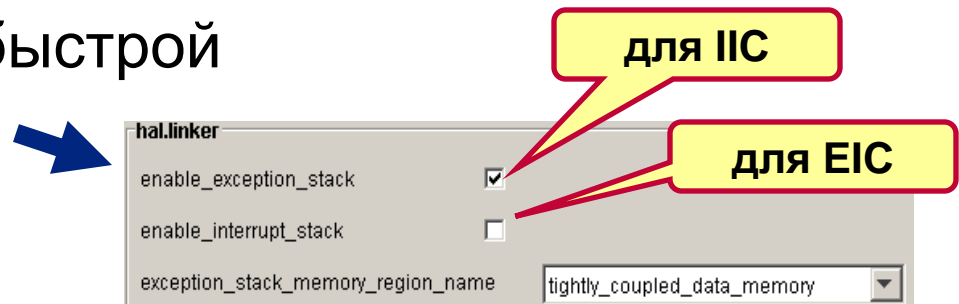 быстрой
для IIC
hal.linker
для EIC
enable_exception_stack
enable_interrupt_stack
exception_stack_memory_region_name tightly_coupled_data_memory